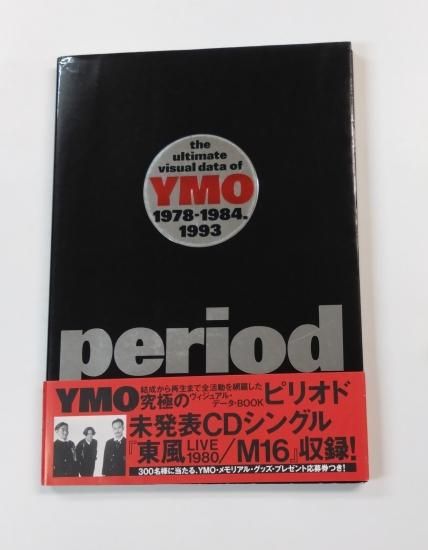 the
ultimate
visual data of
YMO
1978-1984.
1993
period
YMO 結成から再生まで全活動を網羅した
究極のヴィジュアル・データ・BOOK ピリオド
未発表CDシングル
『東風 LIVE 1980/M16』収録!
300名様に当たる、YMO・メモリアル・グッズ・プレゼント応募券つき!